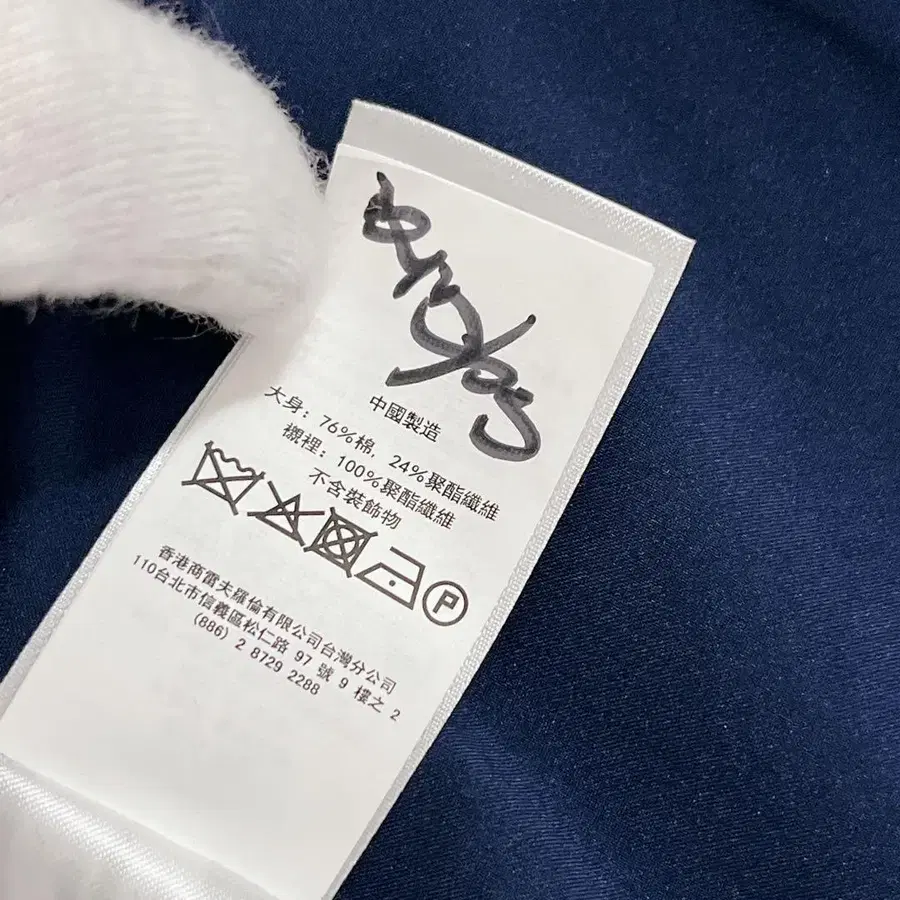 中國製造
大身: 76%棉, 24%聚酯纖維
襯裡: 100%聚酯纖維
不含裝飾物
P
香港商雷夫羅倫有限公司台灣分公司
110台北市信義區松仁路 97 號 9 樓之 2
(886) 2 8729 2288